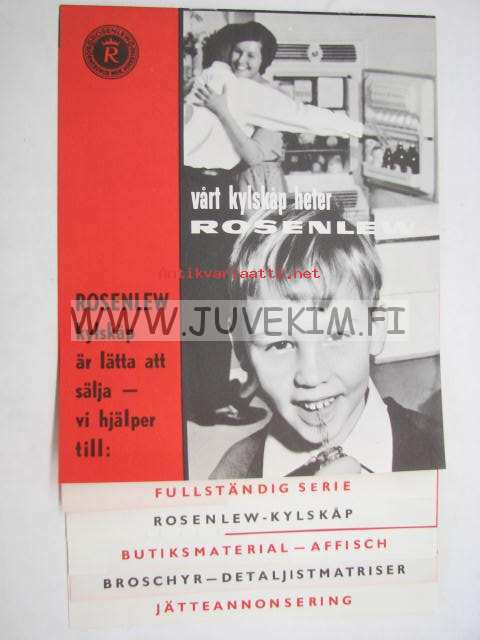 ROSENLEW
R
vårt kylskåp heter
ROSENLEW
Antikvariaatti.net
WWW.JUVEKIM.FI
ROSENLEW
kylskåp
är lätta att
sälja —
vi hjälper
till:
FULLSTÄNDIG SERIE
ROSENLEW-KYLSKÅP
BUTIKSMATERIAL—AFFISCH
BROSCHYR—DETALJISTMATRISER
JÄTTEANNONSERING